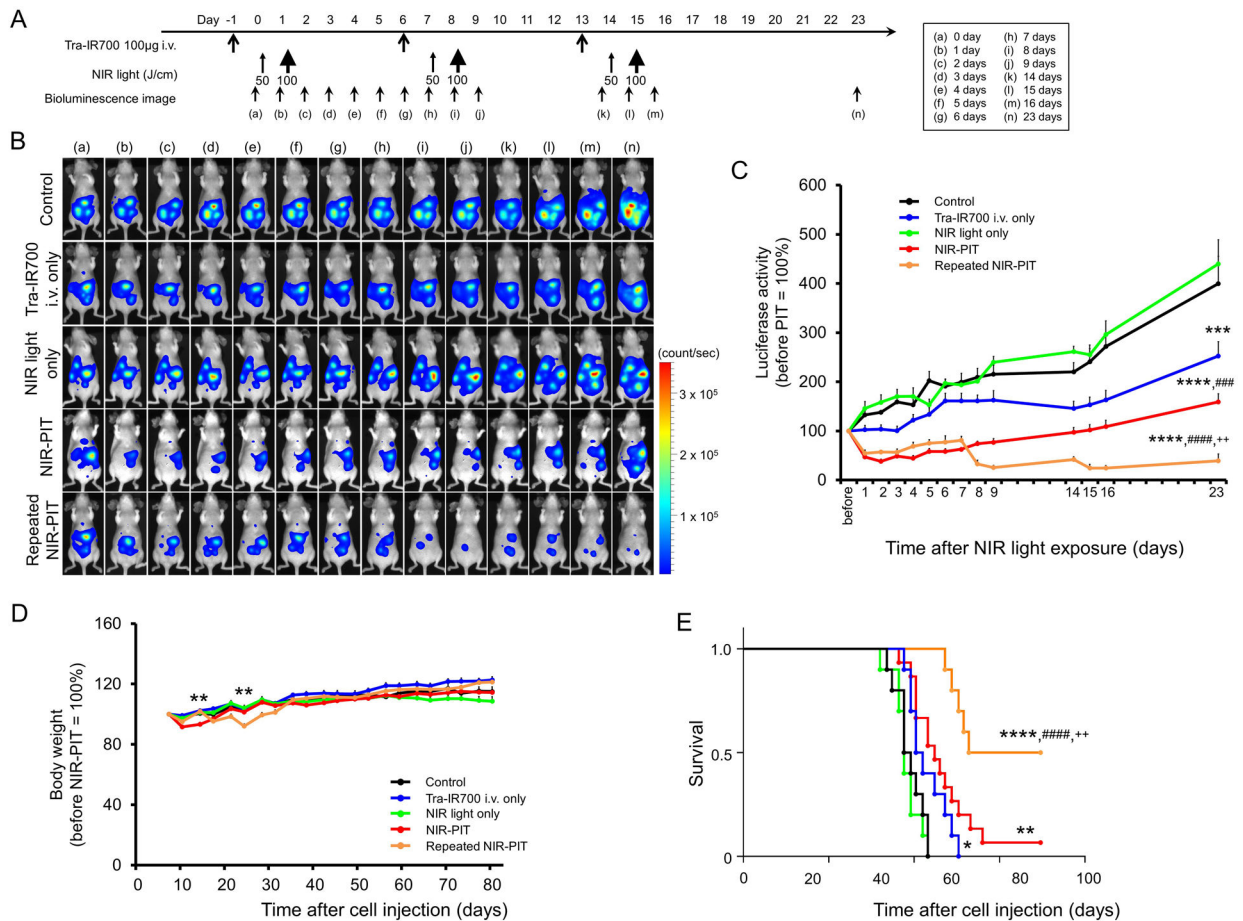 A
Day -1 0 1 2 3 4 5 6 7 8 9 10 11 12 13 14 15 16 17 18 19 20 21 22 23
Tra-IR700 100μg i.v.
NIR light (J/cm)
50 100 50 100 50 100
Bioluminescence image
(a) (b) (c) (d) (e) (f) (g) (h) (i) (j) (k) (l) (m) (n)
(a) 0 day (h) 7 days
(b) 1 day (i) 8 days
(c) 2 days (j) 9 days
(d) 3 days (k) 14 days
(e) 4 days (l) 15 days
(f) 5 days (m) 16 days
(g) 6 days (n) 23 days
B
(a) (b) (c) (d) (e) (f) (g) (h) (i) (j) (k) (l) (m) (n)
Control
Tra-IR700
i.v. only
NIR light
only
NIR-PIT
Repeated
NIR-PIT
(count/sec)
3 x 10⁵
2 x 10⁵
1 x 10⁵
C
Luciferase activity
(before PIT = 100%)
600
500
400
300
200
100
0
Control
Tra-IR700 i.v. only
NIR light only
NIR-PIT
Repeated NIR-PIT
***
****,###
****,####,++
before 1 2 3 4 5 6 7 8 9 14 15 16 23
Time after NIR light exposure (days)
D
Body weight
(before NIR-PIT = 100%)
160
120
80
40
0
** **
Control
Tra-IR700 i.v. only
NIR light only
NIR-PIT
Repeated NIR-PIT
0 10 20 30 40 50 60 70 80
Time after cell injection (days)
E
Survival
1.0
0.5
0
****,####,++
**
*
0 20 40 60 80 100
Time after cell injection (days)